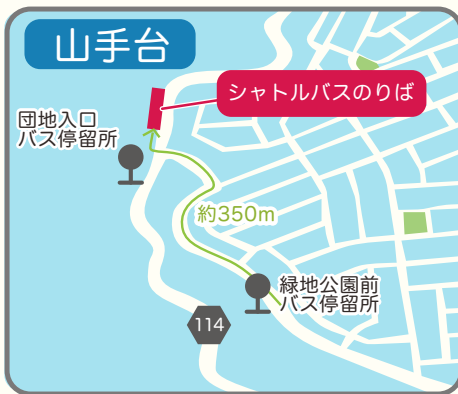 山手台
シャトルバスのりば
団地入口
バス停留所
約350m
緑地公園前
バス停留所
114